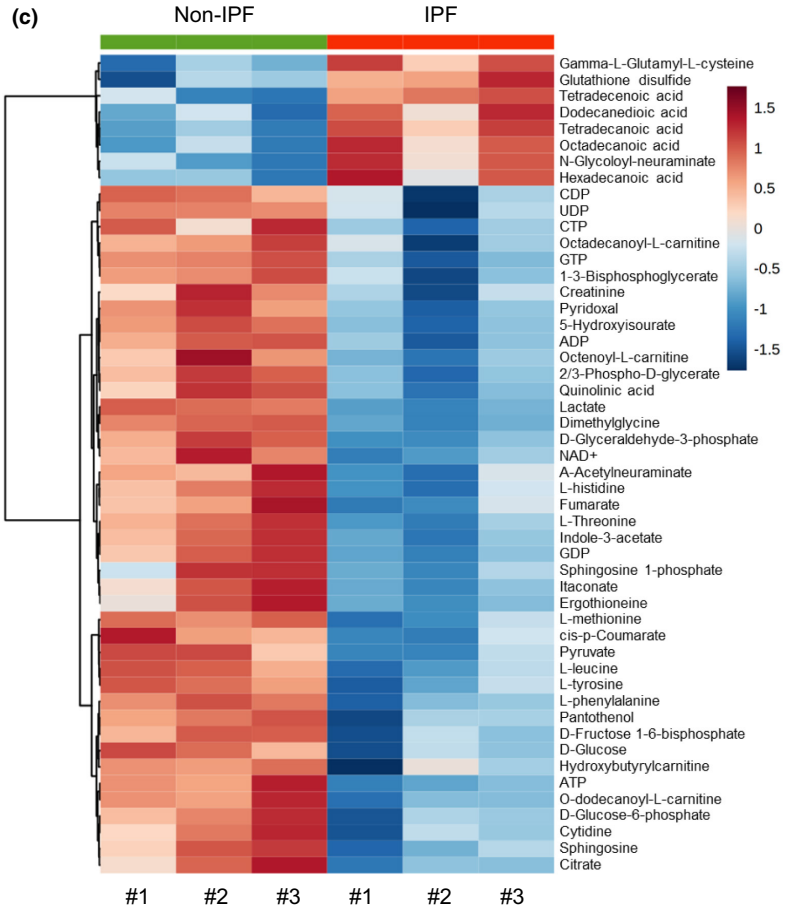 (c)
Non-IPF IPF
Gamma-L-Glutamyl-L-cysteine
Glutathione disulfide
Tetradecenoic acid
Dodecanedioic acid
Tetradecanoic acid
Octadecanoic acid
N-Glycoloyl-neuraminate
Hexadecanoic acid
CDP
UDP
CTP
Octadecanoyl-L-carnitine
GTP
1-3-Bisphosphoglycerate
Creatinine
Pyridoxal
5-Hydroxyisourate
ADP
Octenoyl-L-carnitine
2/3-Phospho-D-glycerate
Quinolinic acid
Lactate
Dimethylglycine
D-Glyceraldehyde-3-phosphate
NAD+
A-Acetylneuraminate
L-histidine
Fumarate
L-Threonine
Indole-3-acetate
GDP
Sphingosine 1-phosphate
Itaconate
Ergothioneine
L-methionine
cis-p-Coumarate
Pyruvate
L-leucine
L-tyrosine
L-phenylalanine
Pantothenol
D-Fructose 1-6-bisphosphate
D-Glucose
Hydroxybutyrylcarnitine
ATP
O-dodecanoyl-L-carnitine
D-Glucose-6-phosphate
Cytidine
Sphingosine
Citrate
1.5
1
0.5
0
-0.5
-1
-1.5
#1 #2 #3 #1 #2 #3